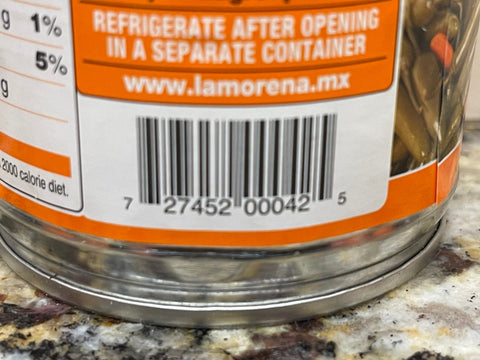 g 1%
5%
g
2000 calorie diet.
REFRIGERATE AFTER OPENING
IN A SEPARATE CONTAINER
www.lamorena.mx
7 27452 00042 5